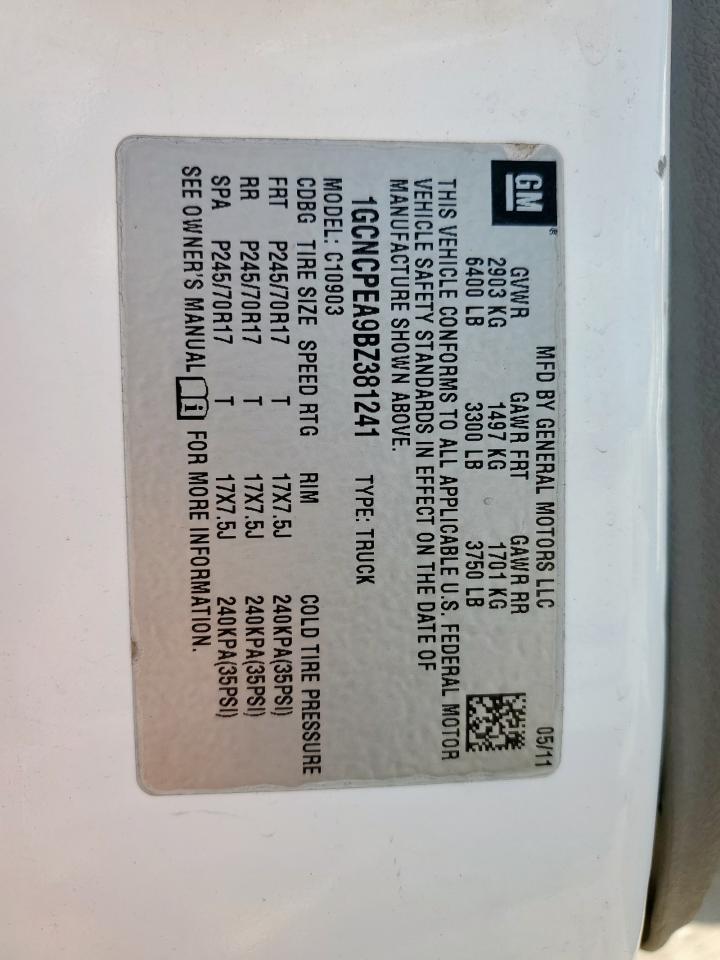 GM®
MFD BY GENERAL MOTORS LLC 05/11
GVWR GAWR FRT GAWR RR
2903 KG 1497 KG 1701 KG
6400 LB 3300 LB 3750 LB
THIS VEHICLE CONFORMS TO ALL APPLICABLE U.S. FEDERAL MOTOR
VEHICLE SAFETY STANDARDS IN EFFECT ON THE DATE OF
MANUFACTURE SHOWN ABOVE.
1GCNCPEA9BZ381241 TYPE: TRUCK
MODEL: C10903
CDBG TIRE SIZE SPEED RTG RIM COLD TIRE PRESSURE
FRT P245/70R17 T 17X7.5J 240KPA(35PSI)
RR P245/70R17 T 17X7.5J 240KPA(35PSI)
SPA P245/70R17 T 17X7.5J 240KPA(35PSI)
SEE OWNER'S MANUAL i FOR MORE INFORMATION.